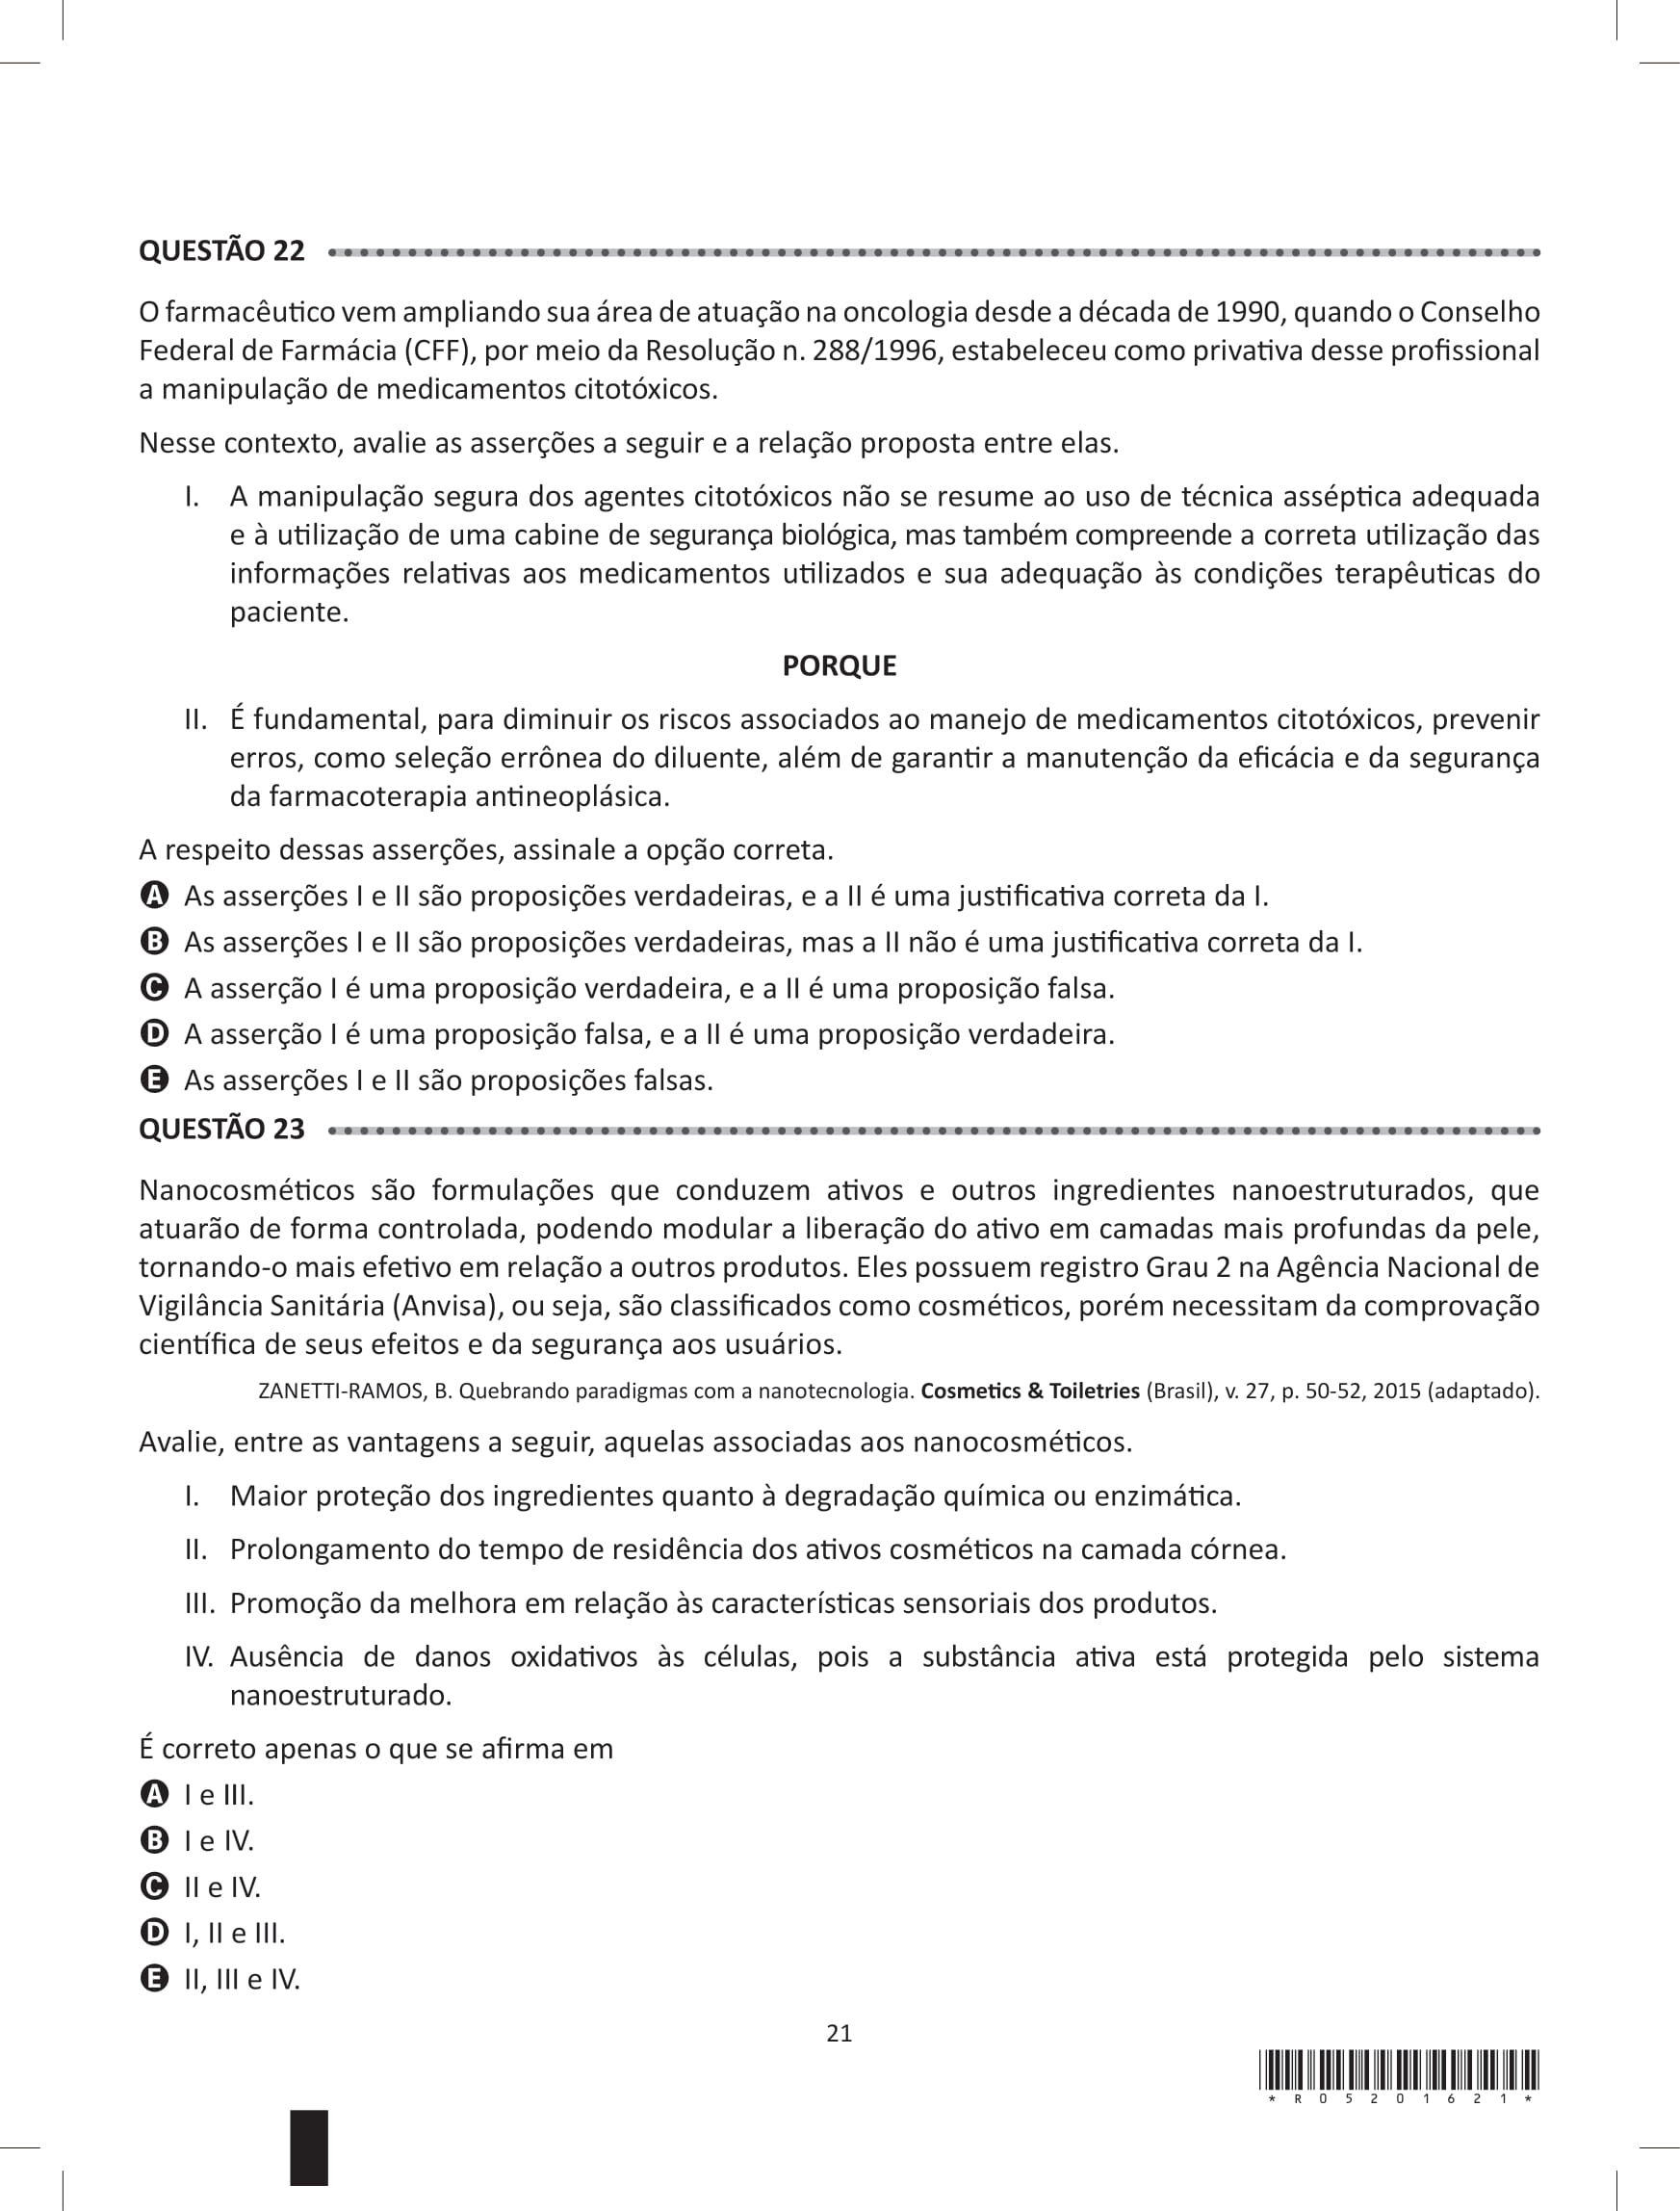 QUESTÃO 22
O farmacêutico vem ampliando sua área de atuação na oncologia desde a década de 1990, quando o Conselho
Federal de Farmácia (CFF), por meio da Resolução n. 288/1996, estabeleceu como privativa desse profissional
a manipulação de medicamentos citotóxicos.
Nesse contexto, avalie as asserções a seguir e a relação proposta entre elas.
I. A manipulação segura dos agentes citotóxicos não se resume ao uso de técnica asséptica adequada
e à utilização de uma cabine de segurança biológica, mas também compreende a correta utilização das
informações relativas aos medicamentos utilizados e sua adequação às condições terapêuticas do
paciente.
PORQUE
II. É fundamental, para diminuir os riscos associados ao manejo de medicamentos citotóxicos, prevenir
erros, como seleção errônea do diluente, além de garantir a manutenção da eficácia e da segurança
da farmacoterapia antineoplásica.
A respeito dessas asserções, assinale a opção correta.
A As asserções I e II são proposições verdadeiras, e a II é uma justificativa correta da I.
B As asserções I e II são proposições verdadeiras, mas a II não é uma justificativa correta da I.
C A asserção I é uma proposição verdadeira, e a II é uma proposição falsa.
D A asserção I é uma proposição falsa, e a II é uma proposição verdadeira.
E As asserções I e II são proposições falsas.
QUESTÃO 23
Nanocosméticos são formulações que conduzem ativos e outros ingredientes nanoestruturados, que
atuarão de forma controlada, podendo modular a liberação do ativo em camadas mais profundas da pele,
tornando-o mais efetivo em relação a outros produtos. Eles possuem registro Grau 2 na Agência Nacional de
Vigilância Sanitária (Anvisa), ou seja, são classificados como cosméticos, porém necessitam da comprovação
científica de seus efeitos e da segurança aos usuários.
ZANETTI-RAMOS, B. Quebrando paradigmas com a nanotecnologia. Cosmetics & Toiletries (Brasil), v. 27, p. 50-52, 2015 (adaptado).
Avalie, entre as vantagens a seguir, aquelas associadas aos nanocosméticos.
I. Maior proteção dos ingredientes quanto à degradação química ou enzimática.
II. Prolongamento do tempo de residência dos ativos cosméticos na camada córnea.
III. Promoção da melhora em relação às características sensoriais dos produtos.
IV. Ausência de danos oxidativos às células, pois a substância ativa está protegida pelo sistema
nanoestruturado.
É correto apenas o que se afirma em
A I e III.
B I e IV.
C II e IV.
D I, II e III.
E II, III e IV.
21
* R 0 5 2 0 1 6 2 1 *